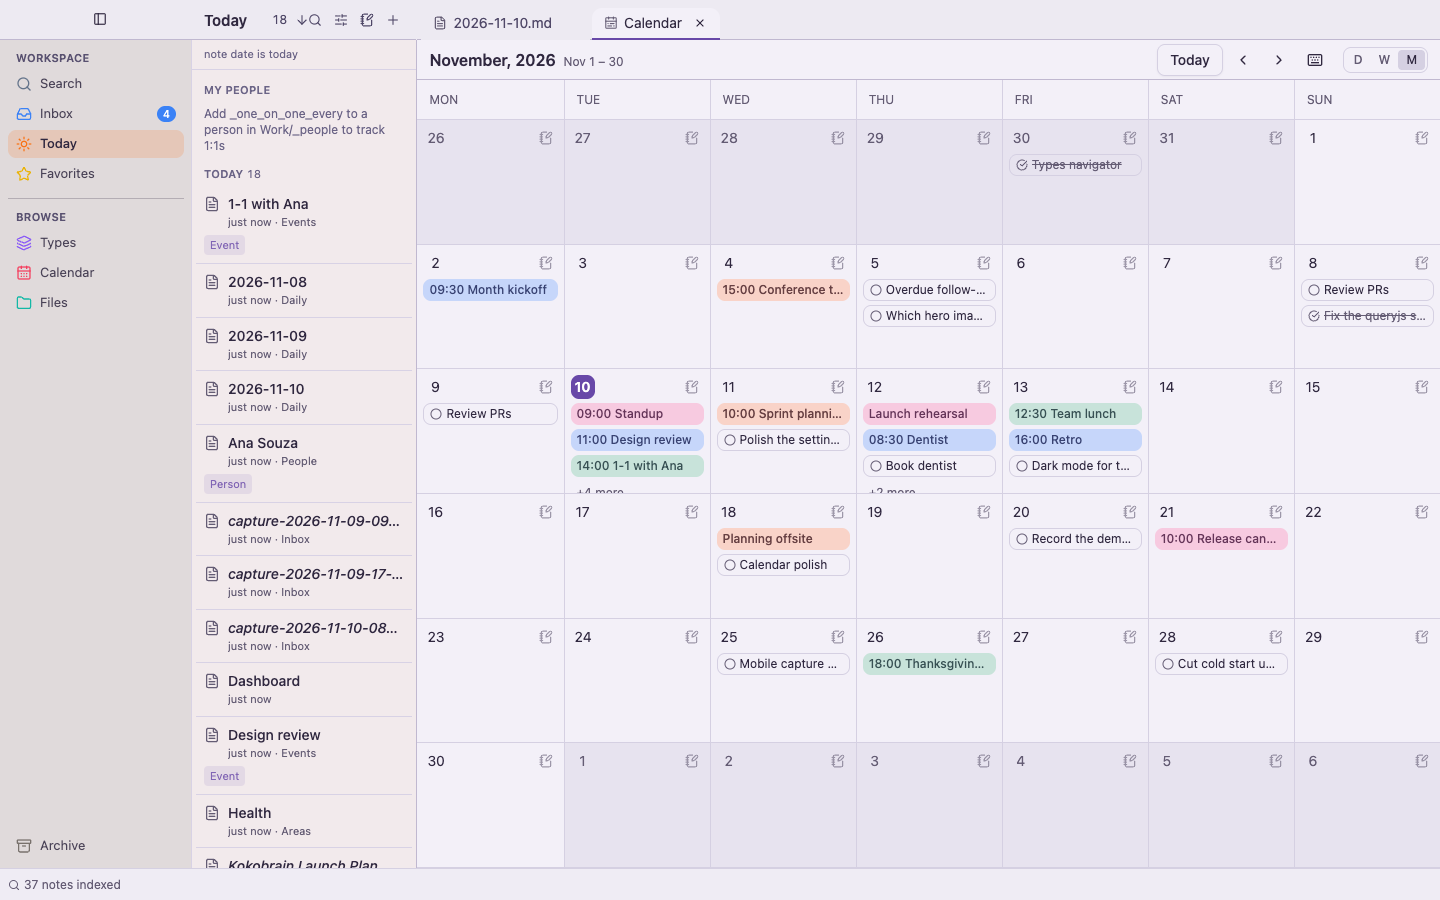 WORKSPACE
Search
Inbox 4
Today
Favorites
BROWSE
Types
Calendar
Files
Archive
37 notes indexed
Today 18
note date is today
MY PEOPLE
Add _one_on_one_every to a
person in Work/_people to track
1:1s
TODAY 18
1-1 with Ana
just now · Events
Event
2026-11-08
just now · Daily
2026-11-09
just now · Daily
2026-11-10
just now · Daily
Ana Souza
just now · People
Person
capture-2026-11-09-09...
just now · Inbox
capture-2026-11-09-17-...
just now · Inbox
capture-2026-11-10-08...
just now · Inbox
Dashboard
just now
Design review
just now · Events
Event
Health
just now · Areas
Kokobrain Launch Plan
2026-11-10.md
Calendar
November, 2026 Nov 1 – 30
Today
D W M
MON TUE WED THU FRI SAT SUN
26 27 28 29 30 31 1
Types navigator
2 3 4 5 6 7 8
09:30 Month kickoff
15:00 Conference t...
Overdue follow-...
Which hero ima...
Review PRs
Fix the queryjs s...
9 10 11 12 13 14 15
Review PRs
09:00 Standup
11:00 Design review
14:00 1-1 with Ana
+4 more
10:00 Sprint planni...
Polish the settin...
Launch rehearsal
08:30 Dentist
Book dentist
+2 more
12:30 Team lunch
16:00 Retro
Dark mode for t...
16 17 18 19 20 21 22
Planning offsite
Calendar polish
Record the dem...
10:00 Release can...
23 24 25 26 27 28 29
Mobile capture ...
18:00 Thanksgivin...
Cut cold start u...
30 1 2 3 4 5 6